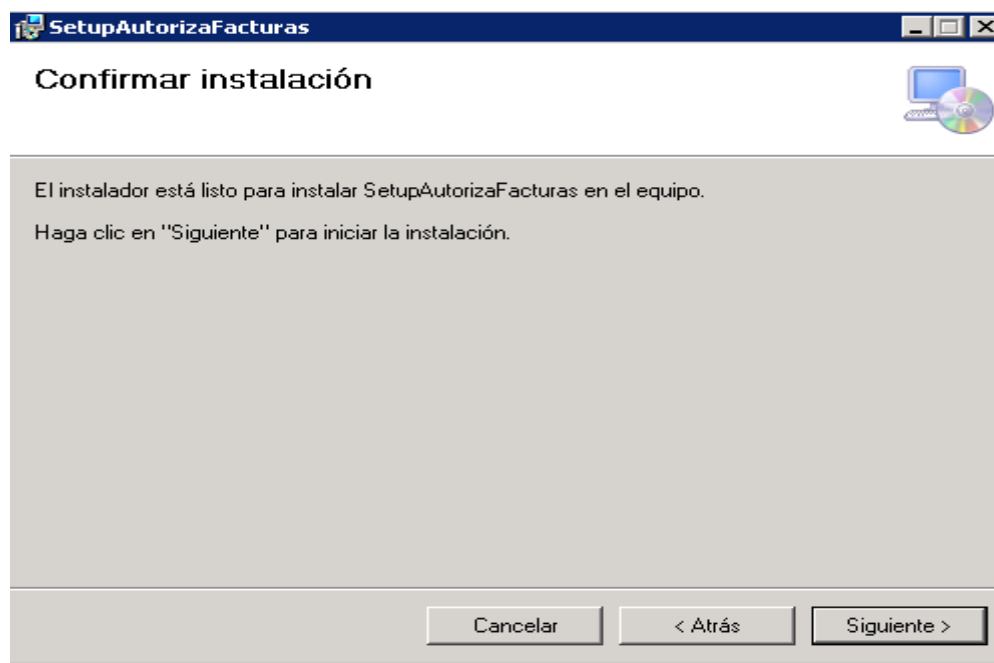 SetupAutorizaFacturas
Confirmar instalación
El instalador está listo para instalar SetupAutorizaFacturas en el equipo.
Haga clic en "Siguiente" para iniciar la instalación.
Cancelar
< Atrás
Siguiente >